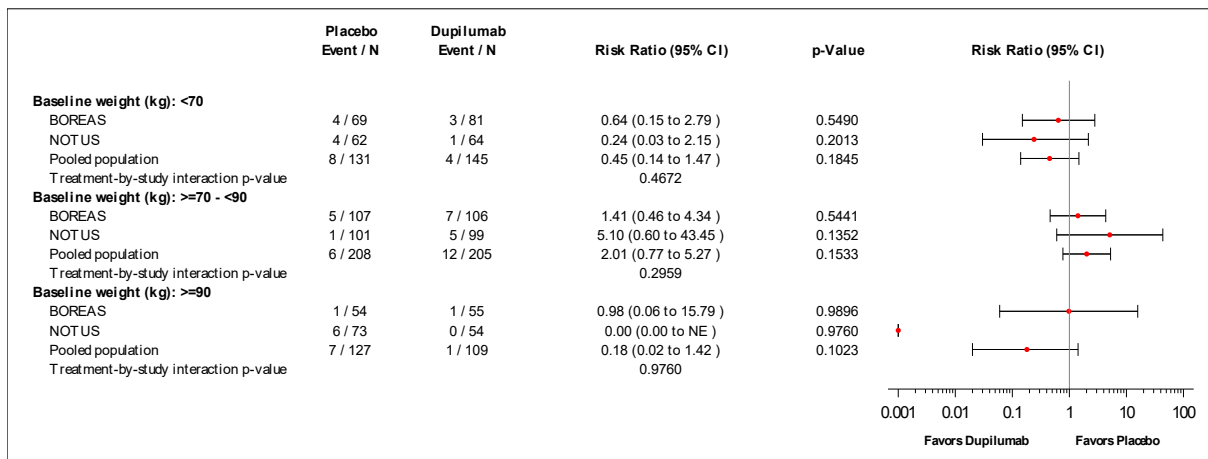 Placebo Dupilumab
Event / N Event / N Risk Ratio (95% CI) p-Value Risk Ratio (95% CI)
Baseline weight (kg): <70
BOREAS 4 / 69 3 / 81 0.64 (0.15 to 2.79 ) 0.5490
NOTUS 4 / 62 1 / 64 0.24 (0.03 to 2.15 ) 0.2013
Pooled population 8 / 131 4 / 145 0.45 (0.14 to 1.47 ) 0.1845
Treatment-by-study interaction p-value 0.4672
Baseline weight (kg): >=70 - <90
BOREAS 5 / 107 7 / 106 1.41 (0.46 to 4.34 ) 0.5441
NOTUS 1 / 101 5 / 99 5.10 (0.60 to 43.45 ) 0.1352
Pooled population 6 / 208 12 / 205 2.01 (0.77 to 5.27 ) 0.1533
Treatment-by-study interaction p-value 0.2959
Baseline weight (kg): >=90
BOREAS 1 / 54 1 / 55 0.98 (0.06 to 15.79 ) 0.9896
NOTUS 6 / 73 0 / 54 0.00 (0.00 to NE ) 0.9760
Pooled population 7 / 127 1 / 109 0.18 (0.02 to 1.42 ) 0.1023
Treatment-by-study interaction p-value 0.9760
0.001 0.01 0.1 1 10 100
Favors Dupilumab Favors Placebo